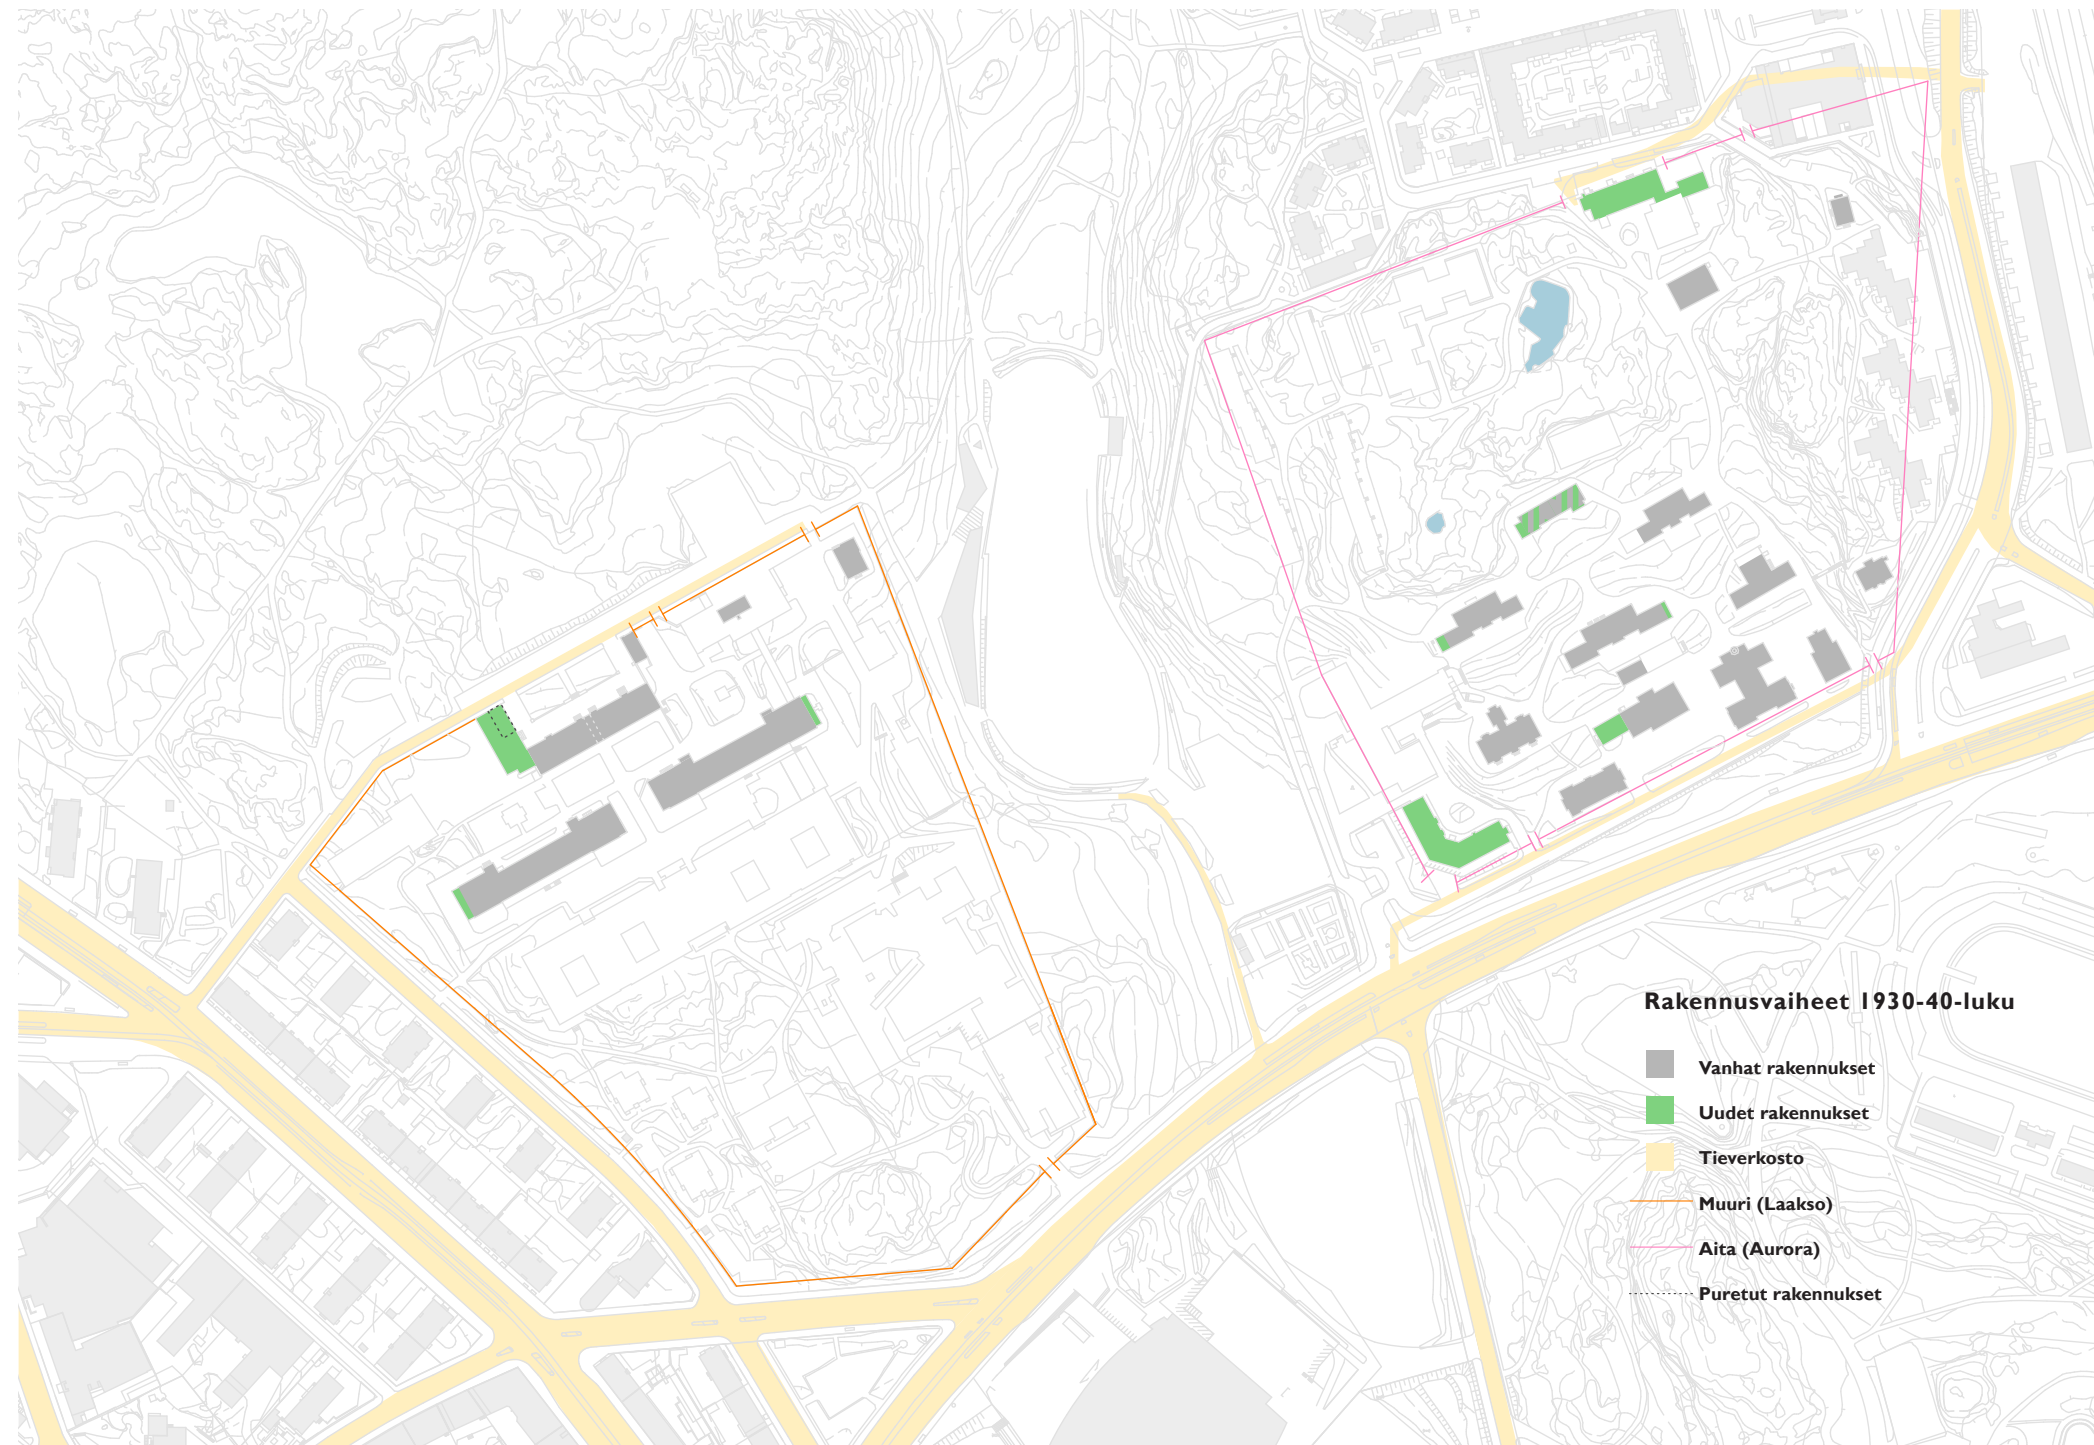 Rakennusvaiheet 1930-40-luku
Vanhat rakennukset
Uudet rakennukset
Tieverkosto
Muuri (Laakso)
Aita (Aurora)
Puretut rakennukset